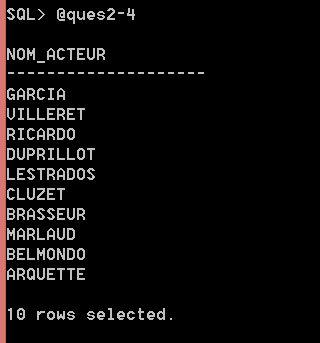 SQL> @ques2-4
NOM_ACTEUR
--------------------
GARCIA
VILLERET
RICARDO
DUPRILLOT
LESTRADOS
CLUZET
BRASSEUR
MARLAUD
BELMONDO
ARQUETTE
10 rows selected.